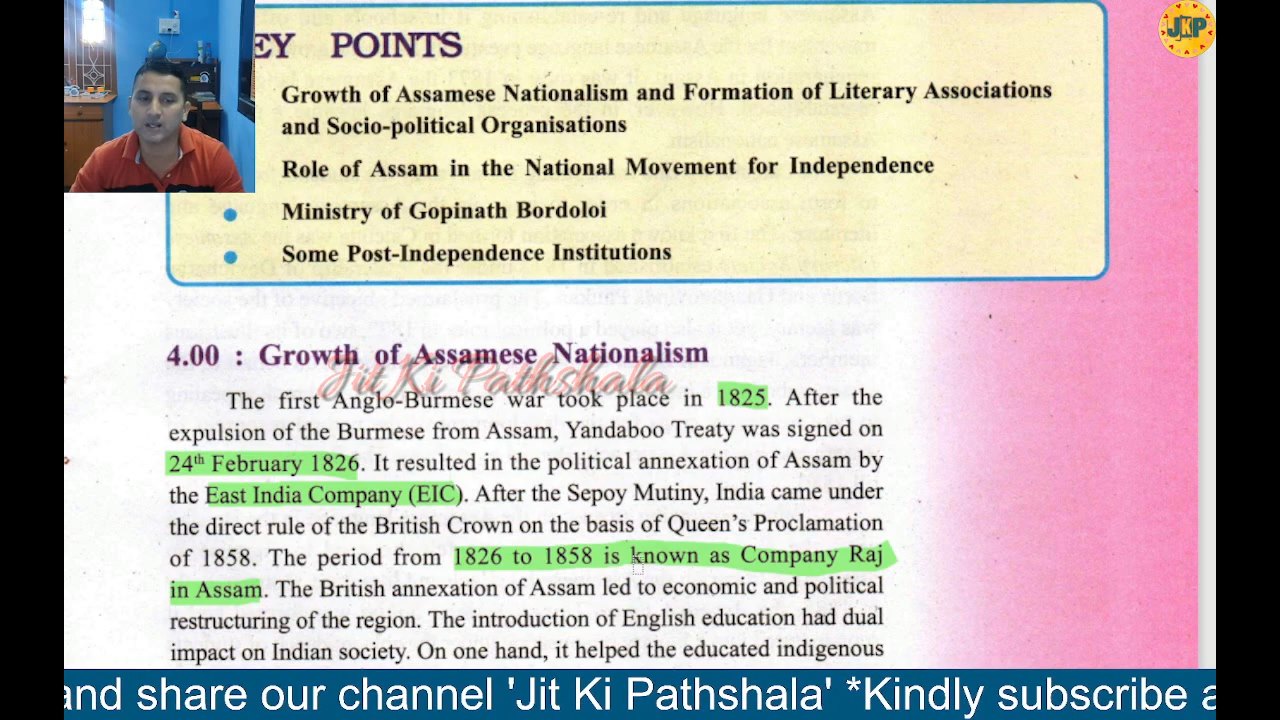 EY POINTS
JKP
Growth of Assamese Nationalism and Formation of Literary Associations
and Socio-political Organisations
Role of Assam in the National Movement for Independence
Ministry of Gopinath Bordoloi
Some Post-Independence Institutions
4.00 : Growth of Assamese Nationalism
Jit Ki Pathshala
The first Anglo-Burmese war took place in 1825. After the
expulsion of the Burmese from Assam, Yandaboo Treaty was signed on
24th February 1826. It resulted in the political annexation of Assam by
the East India Company (EIC). After the Sepoy Mutiny, India came under
the direct rule of the British Crown on the basis of Queen's Proclamation
of 1858. The period from 1826 to 1858 is known as Company Raj
in Assam. The British annexation of Assam led to economic and political
restructuring of the region. The introduction of English education had dual
impact on Indian society. On one hand, it helped the educated indigenous
and share our channel 'Jit Ki Pathshala' *Kindly subscribe a